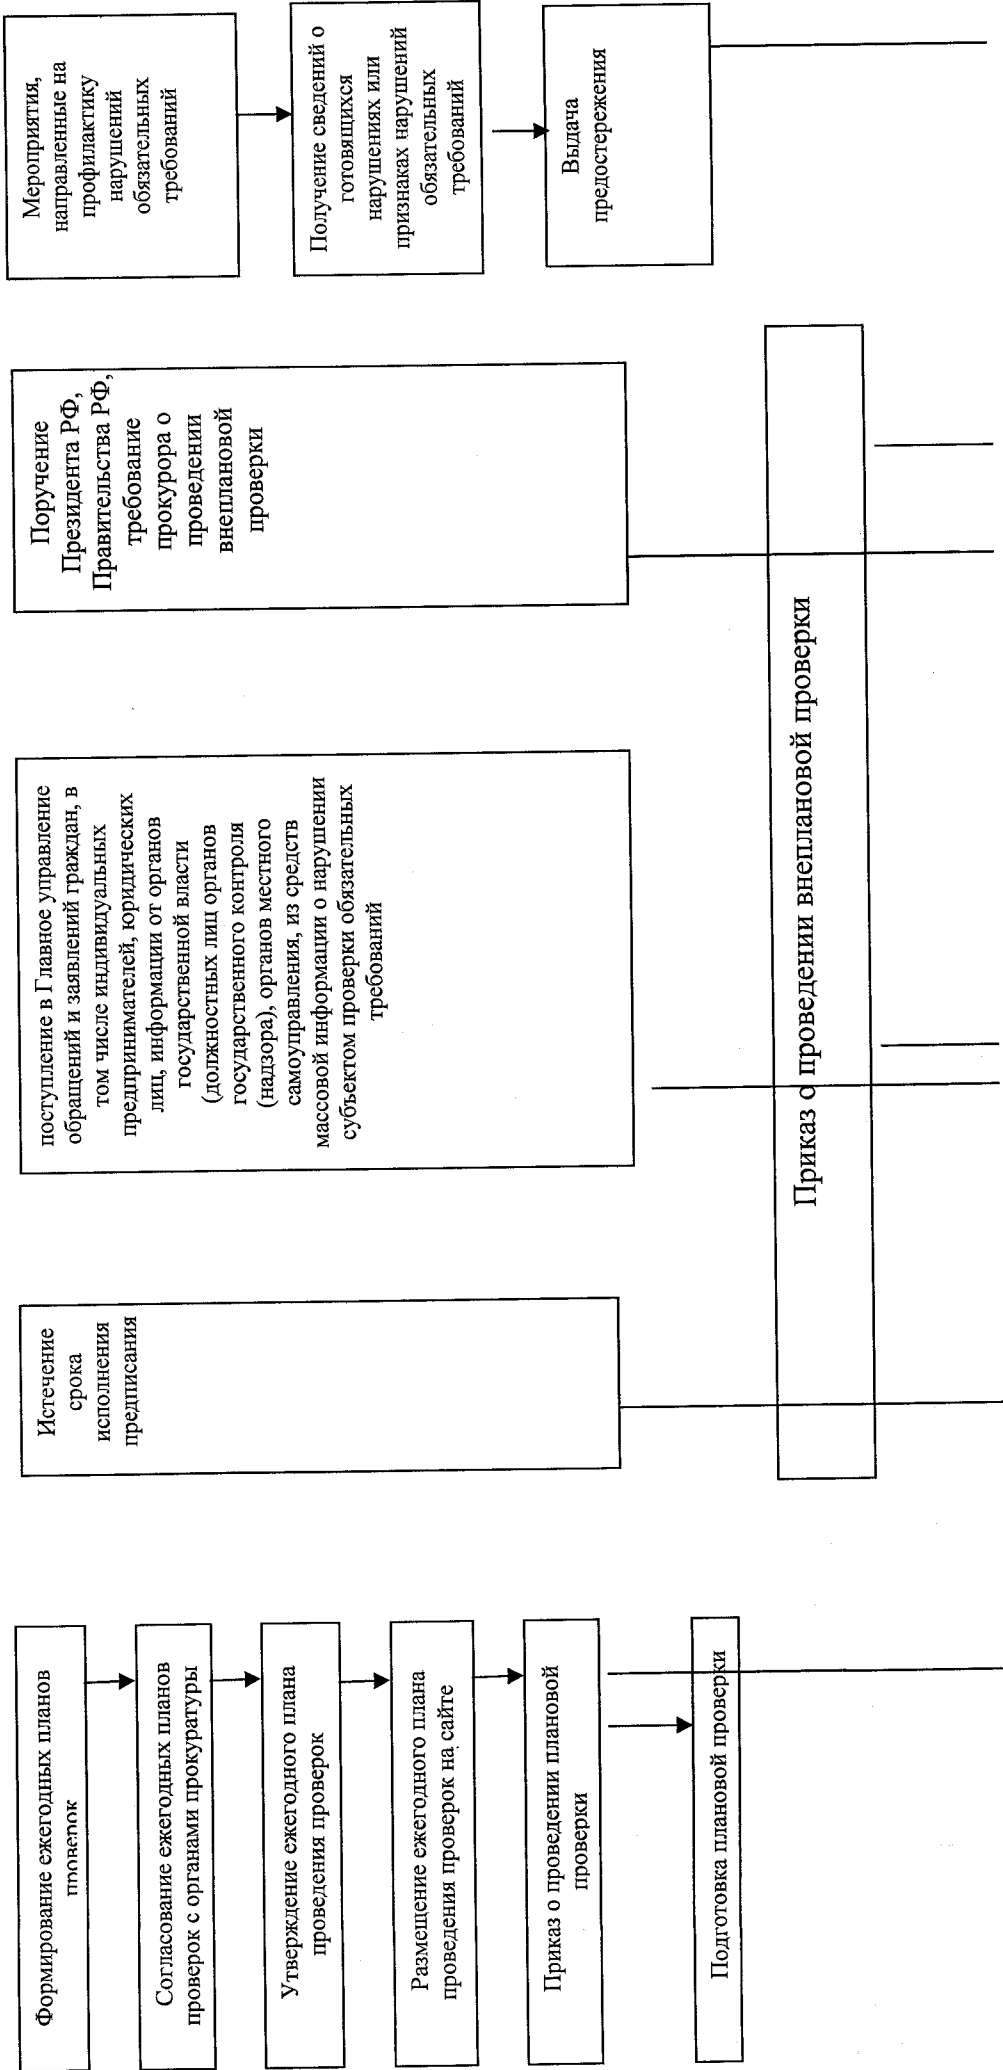 Формирование ежегодных планов
проверок
Согласование ежегодных планов
проверок с органами прокуратуры
Утверждение ежегодного плана
проведения проверок
Размещение ежегодного плана
проведения проверок на сайте
Приказ о проведении плановой
проверки
Подготовка плановой проверки
Истечение
срока
исполнения
предписания
поступление в Главное управление
обращений и заявлений граждан, в
том числе индивидуальных
предпринимателей, юридических
лиц, информации от органов
государственной власти
(должностных лиц органов
государственного контроля
(надзора), органов местного
самоуправления, из средств
массовой информации о нарушении
субъектом проверки обязательных
требований
Поручение
Президента РФ,
Правительства РФ,
требование
прокурора о
проведении
внеплановой
проверки
Приказ о проведении внеплановой проверки
Мероприятия,
направленные на
профилактику
нарушений
обязательных
требований
Получение сведений о
готовящихся
нарушениях или
признаках нарушений
обязательных
требований
Выдача
предостережения